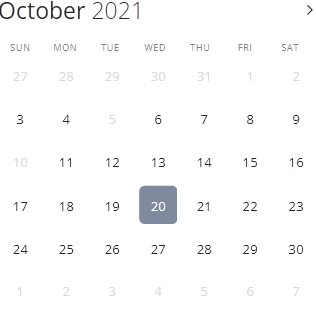 October 2021
SUN MON TUE WED THU FRI SAT
27 28 29 30 31 1 2
3 4 5 6 7 8 9
10 11 12 13 14 15 16
17 18 19 20 21 22 23
24 25 26 27 28 29 30
1 2 3 4 5 6 7